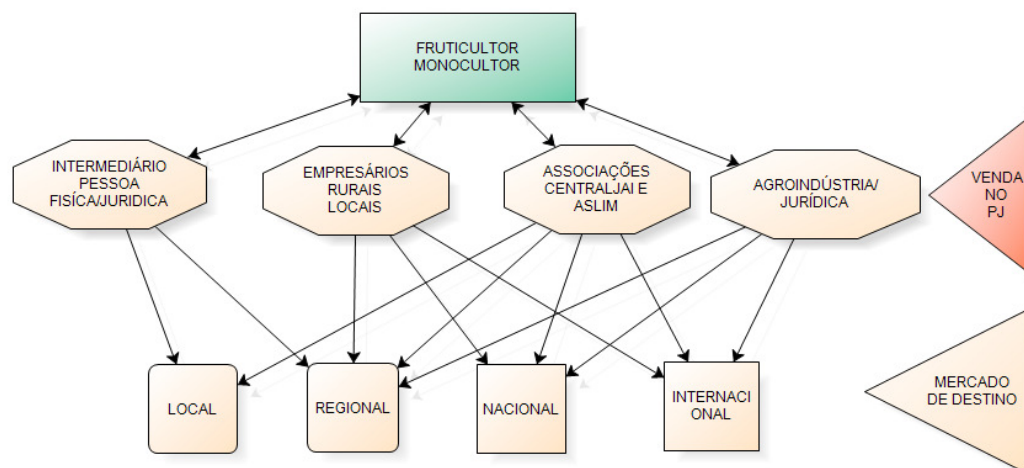 FRUTICULTOR
MONOCULTOR
INTERMEDIÁRIO
PESSOA
FISÍCA/JURIDICA
EMPRESÁRIOS
RURAIS
LOCAIS
ASSOCIAÇÕES
CENTRALJAI E
ASLIM
AGROINDÚSTRIA/
JURÍDICA
VENDA
NO
PJ
LOCAL
REGIONAL
NACIONAL
INTERNACI
ONAL
MERCADO
DE DESTINO